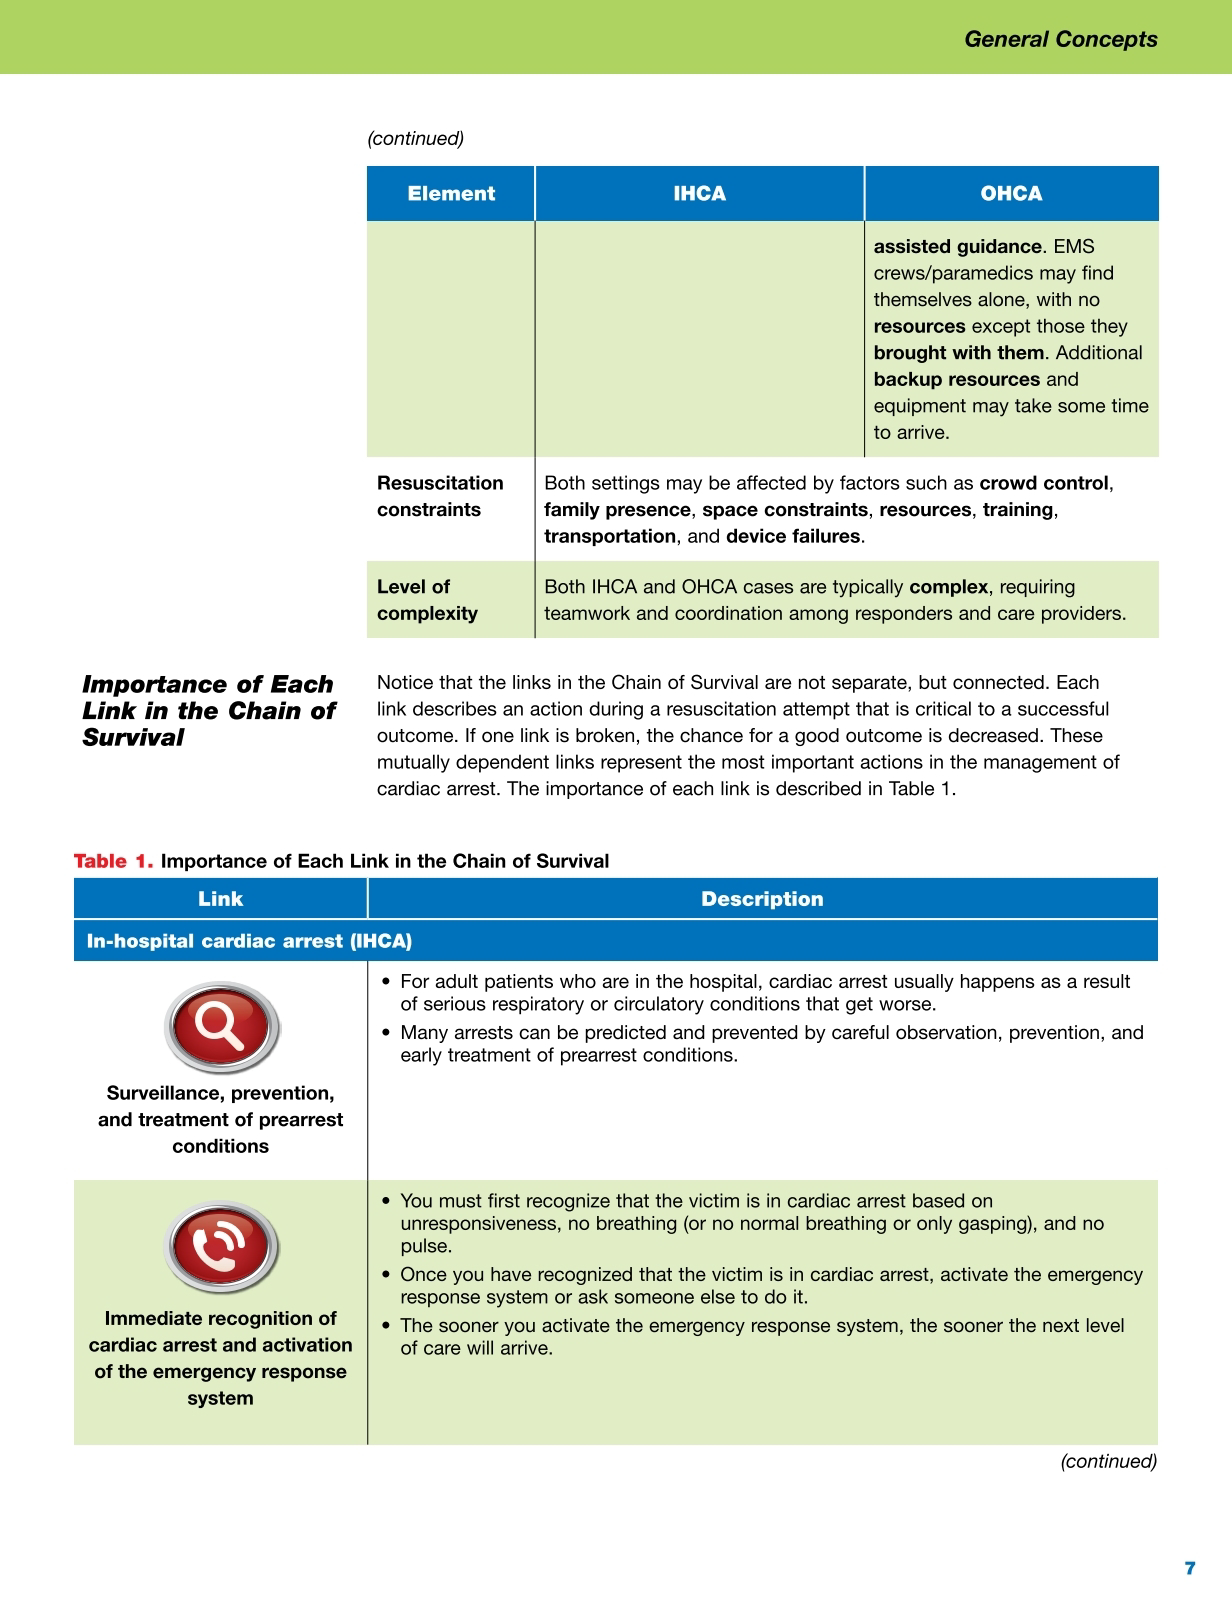 General Concepts
(continued)
Element
IHCA
OHCA
assisted guidance. EMS
crews/paramedics may find
themselves alone, with no
resources except those they
brought with them. Additional
backup resources and
equipment may take some time
to arrive.
Resuscitation
constraints
Both settings may be affected by factors such as crowd control,
family presence, space constraints, resources, training,
transportation, and device failures.
Level of
complexity
Both IHCA and OHCA cases are typically complex, requiring
teamwork and coordination among responders and care providers.
Importance of Each
Link in the Chain of
Survival
Notice that the links in the Chain of Survival are not separate, but connected. Each
link describes an action during a resuscitation attempt that is critical to a successful
outcome. If one link is broken, the chance for a good outcome is decreased. These
mutually dependent links represent the most important actions in the management of
cardiac arrest. The importance of each link is described in Table 1.
Table 1. Importance of Each Link in the Chain of Survival
Link
Description
In-hospital cardiac arrest (IHCA)
Surveillance, prevention,
and treatment of prearrest
conditions
• For adult patients who are in the hospital, cardiac arrest usually happens as a result
of serious respiratory or circulatory conditions that get worse.
• Many arrests can be predicted and prevented by careful observation, prevention, and
early treatment of prearrest conditions.
Immediate recognition of
cardiac arrest and activation
of the emergency response
system
• You must first recognize that the victim is in cardiac arrest based on
unresponsiveness, no breathing (or no normal breathing or only gasping), and no
pulse.
• Once you have recognized that the victim is in cardiac arrest, activate the emergency
response system or ask someone else to do it.
• The sooner you activate the emergency response system, the sooner the next level
of care will arrive.
(continued)
7